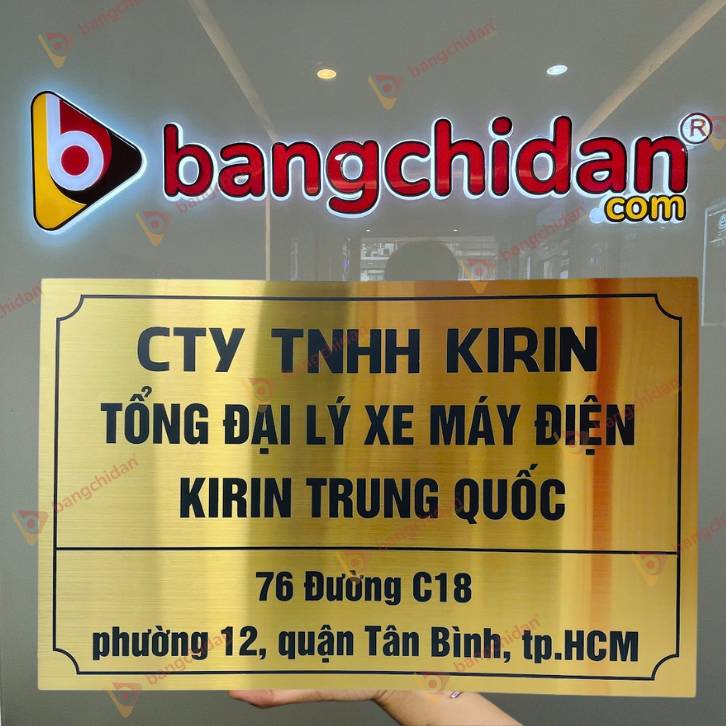 bangchidan®
com
CTY TNHH KIRIN
TỔNG ĐẠI LÝ XE MÁY ĐIỆN
KIRIN TRUNG QUỐC
76 Đường C18
phường 12, quận Tân Bình, tp.HCM